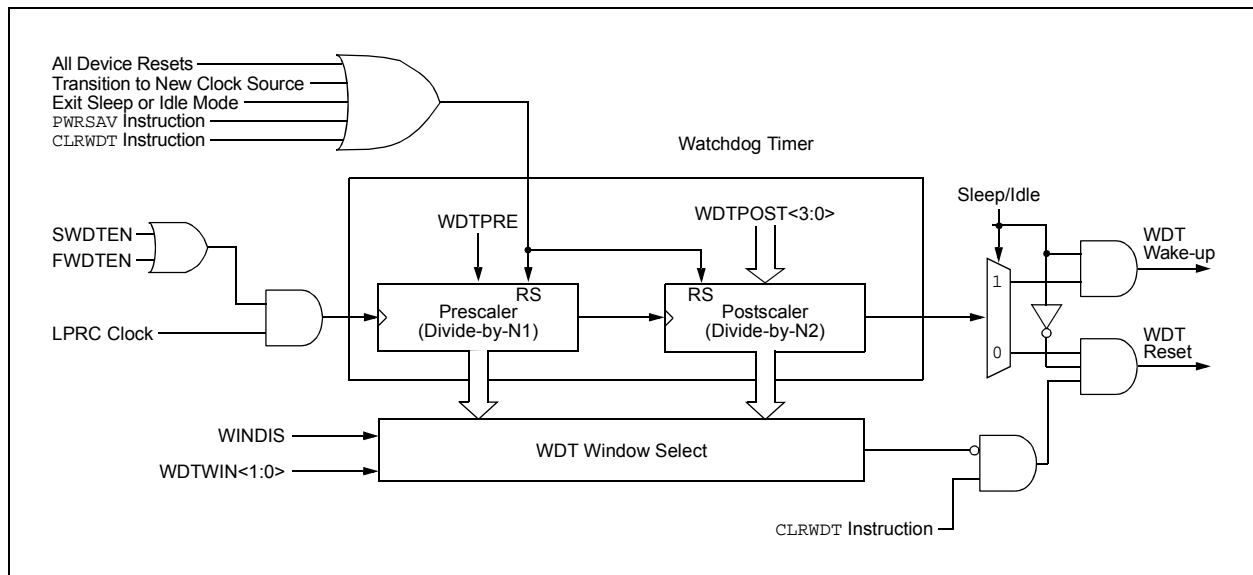 All Device Resets
Transition to New Clock Source
Exit Sleep or Idle Mode
PWRSAV Instruction
CLRWDT Instruction
Watchdog Timer
SWDTEN
FWDTEN
LPRC Clock
WDTPRE
WDTPOST<3:0>
Sleep/Idle
RS
RS
Prescaler
(Divide-by-N1)
Postscaler
(Divide-by-N2)
1
0
WDT
Wake-up
WDT
Reset
WINDIS
WDTWIN<1:0>
WDT Window Select
CLRWDT Instruction